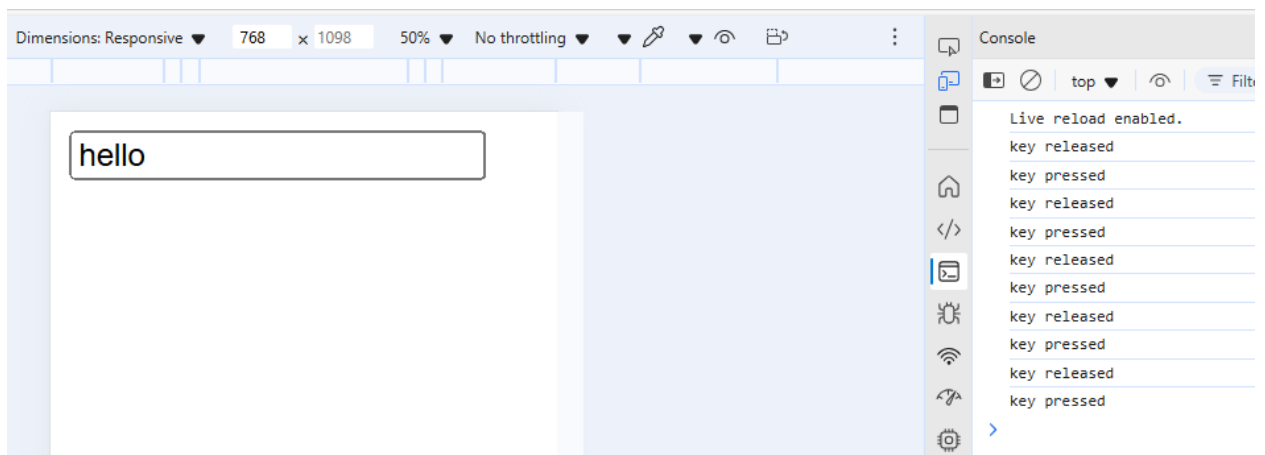 Dimensions: Responsive ▼ 768 × 1098 50% ▼ No throttling ▼
Console
top ▼ Filt
Live reload enabled.
key released
key pressed
key released
key pressed
key released
key pressed
key released
key pressed
key released
key pressed
>
hello